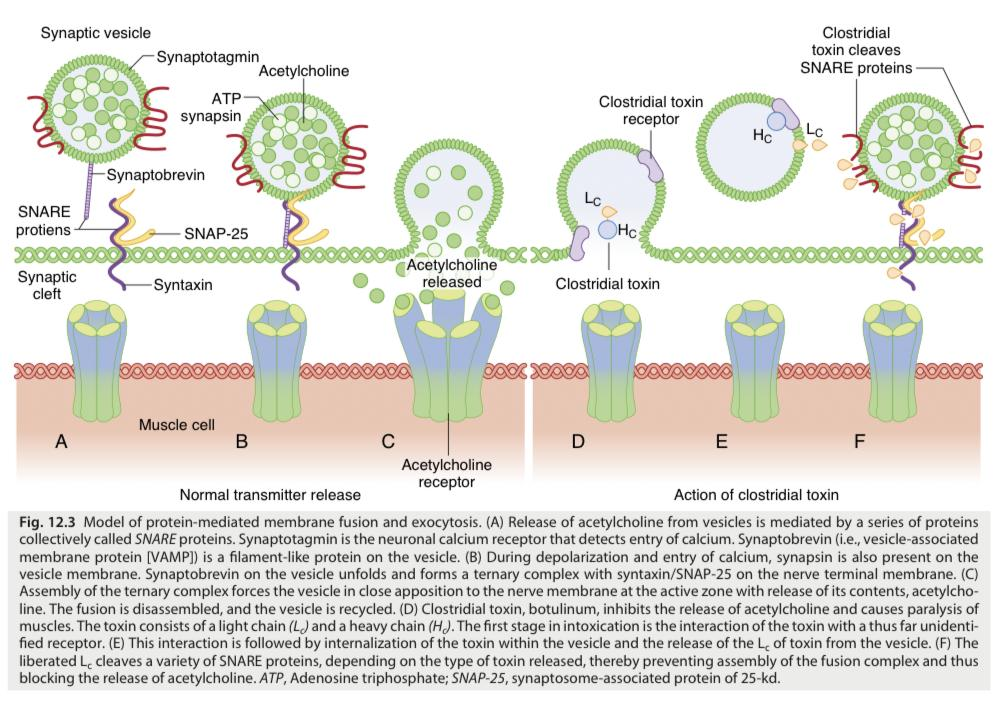 Synaptic vesicle
Synaptotagmin
Acetylcholine
ATP
synapsin
Synaptobrevin
SNARE
protiens
SNAP-25
Synaptic
cleft
Syntaxin
Acetylcholine
released
Clostridial toxin
receptor
Clostridial
toxin cleaves
SNARE proteins
HC
LC
LC
HC
Clostridial toxin
Muscle cell
A
B
C
D
E
F
Acetylcholine
receptor
Normal transmitter release
Action of clostridial toxin
Fig. 12.3 Model of protein-mediated membrane fusion and exocytosis. (A) Release of acetylcholine from vesicles is mediated by a series of proteins
collectively called SNARE proteins. Synaptotagmin is the neuronal calcium receptor that detects entry of calcium. Synaptobrevin (i.e., vesicle-associated
membrane protein [VAMP]) is a filament-like protein on the vesicle. (B) During depolarization and entry of calcium, synapsin is also present on the
vesicle membrane. Synaptobrevin on the vesicle unfolds and forms a ternary complex with syntaxin/SNAP-25 on the nerve terminal membrane. (C)
Assembly of the ternary complex forces the vesicle in close apposition to the nerve membrane at the active zone with release of its contents, acetylcho-
line. The fusion is disassembled, and the vesicle is recycled. (D) Clostridial toxin, botulinum, inhibits the release of acetylcholine and causes paralysis of
muscles. The toxin consists of a light chain (Lc) and a heavy chain (Hc). The first stage in intoxication is the interaction of the toxin with a thus far unidenti-
fied receptor. (E) This interaction is followed by internalization of the toxin within the vesicle and the release of the Lc of toxin from the vesicle. (F) The
liberated Lc cleaves a variety of SNARE proteins, depending on the type of toxin released, thereby preventing assembly of the fusion complex and thus
blocking the release of acetylcholine. ATP, Adenosine triphosphate; SNAP-25, synaptosome-associated protein of 25-kd.